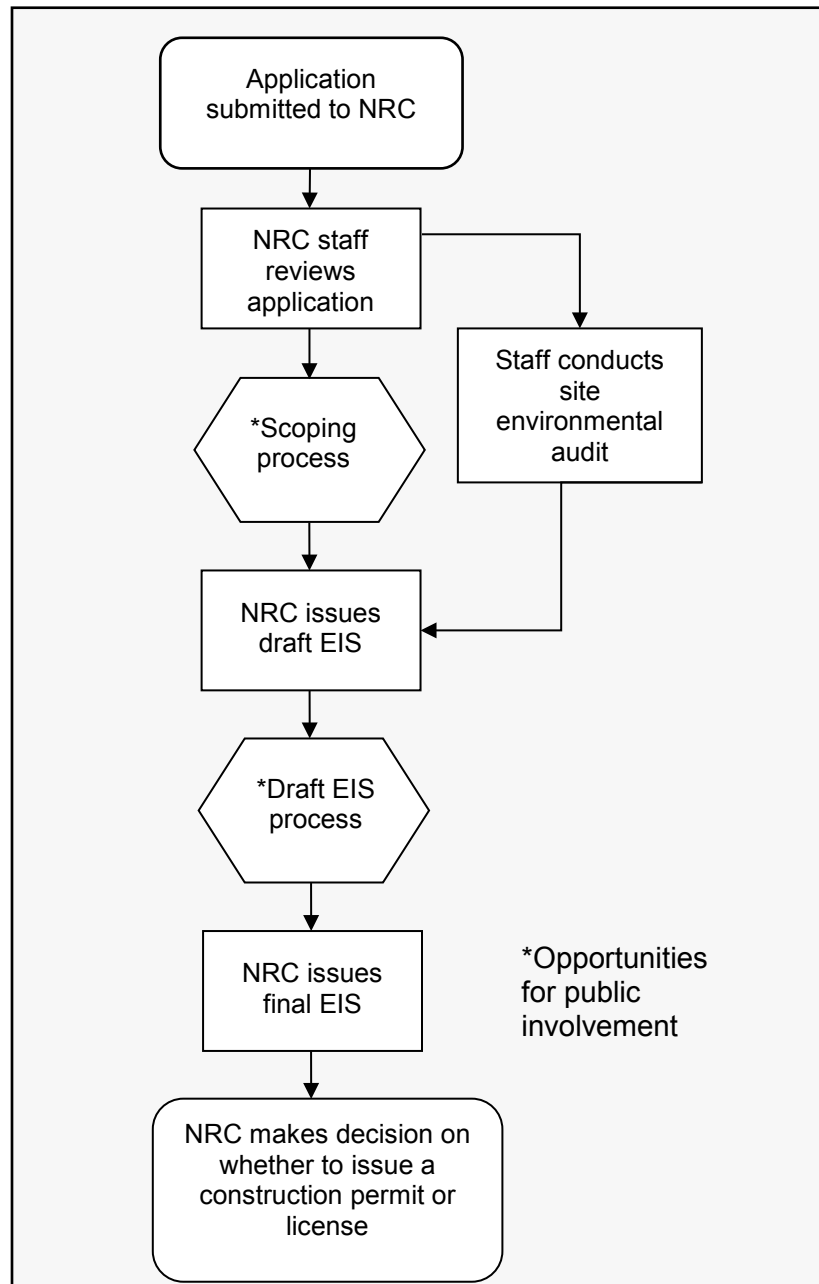 Application
submitted to NRC
NRC staff
reviews
application
Staff conducts
site
environmental
audit
*Scoping
process
NRC issues
draft EIS
*Draft EIS
process
NRC issues
final EIS
*Opportunities
for public
involvement
NRC makes decision on
whether to issue a
construction permit or
license